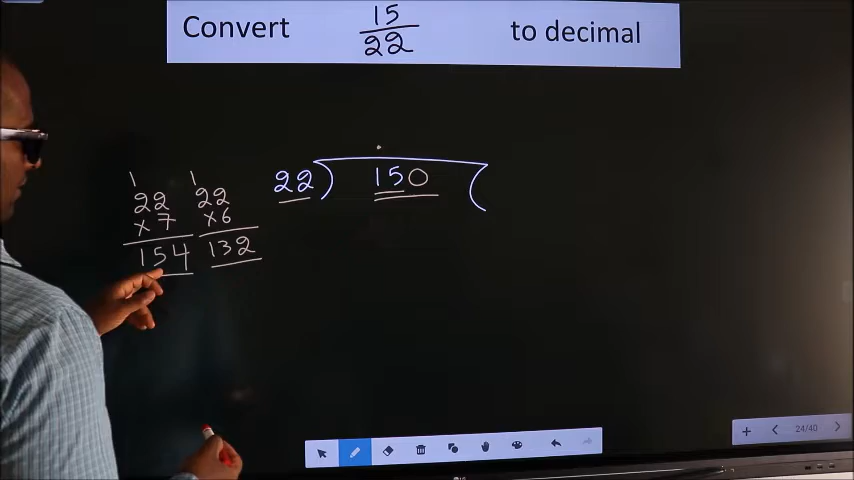 Convert 15/22 to decimal
1 1
22 22
x 7 x 6
154 132
22) 150 (
.
24/40